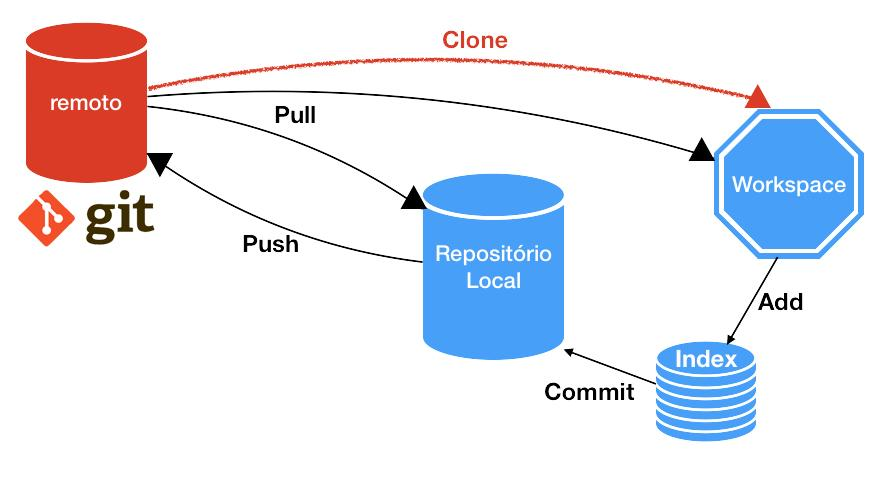 Clone
remoto
Pull
Workspace
git
Push
Repositório
Local
Add
Index
Commit